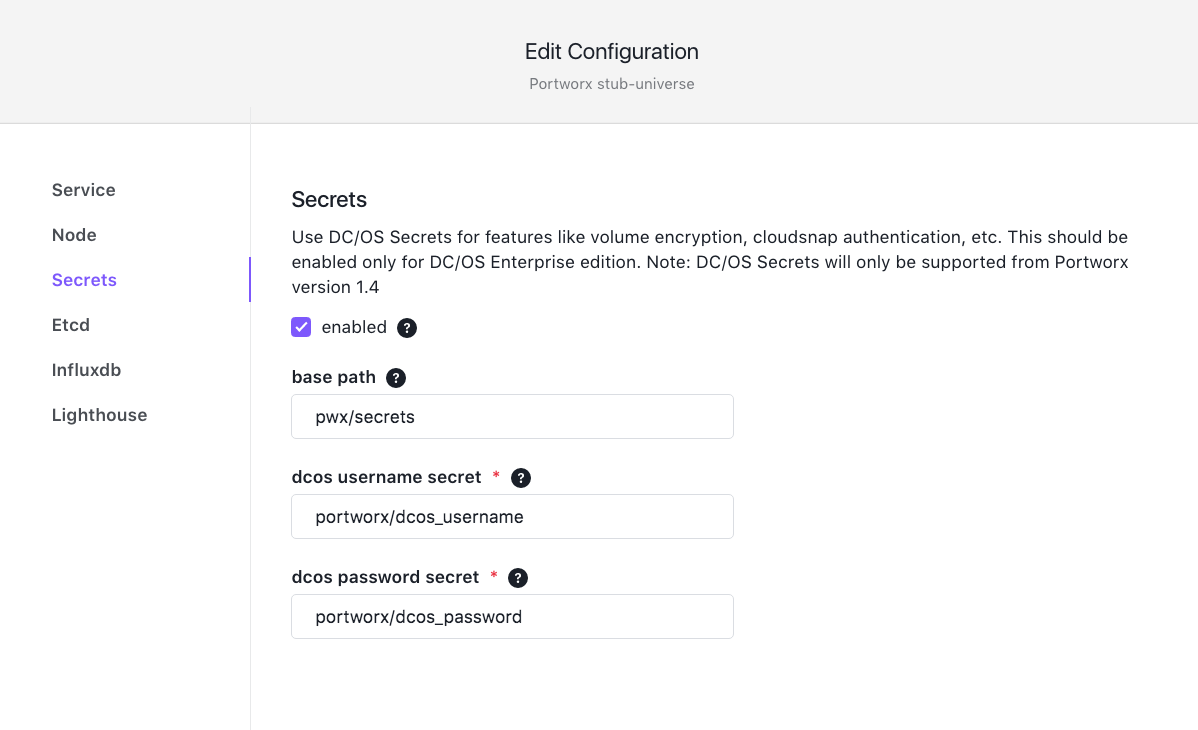 Edit Configuration
Portworx stub-universe
Service
Node
Secrets
Etcd
Influxdb
Lighthouse
Secrets
Use DC/OS Secrets for features like volume encryption, cloudsnap authentication, etc. This should be
enabled only for DC/OS Enterprise edition. Note: DC/OS Secrets will only be supported from Portworx
version 1.4
enabled ?
base path ?
pwx/secrets
dcos username secret * ?
portworx/dcos_username
dcos password secret * ?
portworx/dcos_password